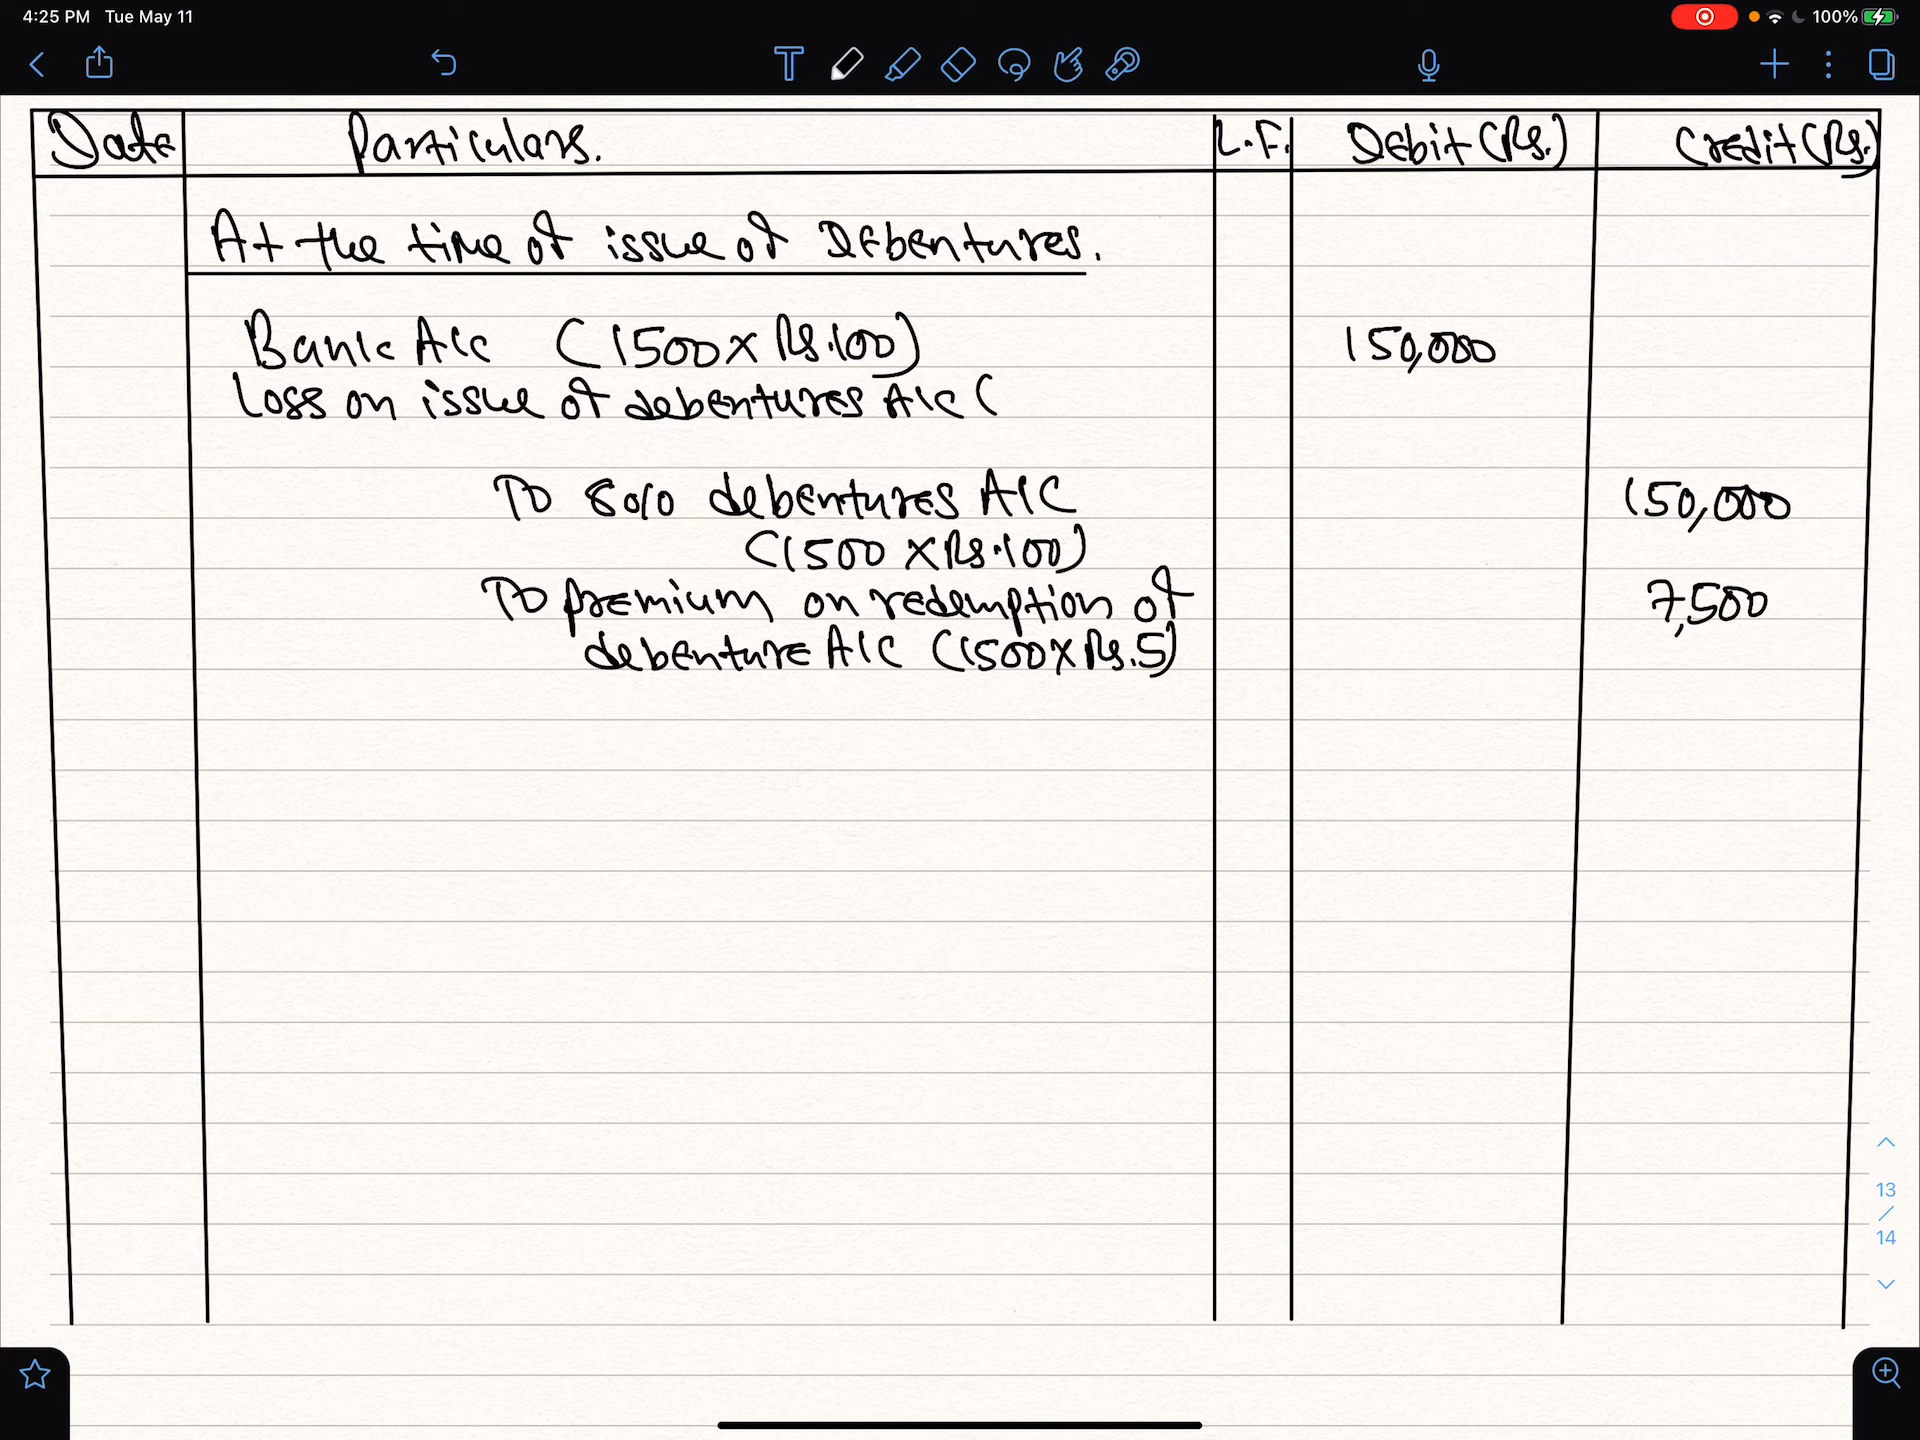 4:25 PM Tue May 11 100%
Date Particulars. L.F. Debit (Rs.) Credit (Rs.)
At the time of issue of Debentures.
Bank A/c (1500 x Rs.100) 150,000
Loss on issue of debentures A/c (
To 8% debentures A/C 150,000
(1500 x Rs.100)
To premium on redemption of 7,500
debenture A/C (1500 x Rs.5)
13
/
14